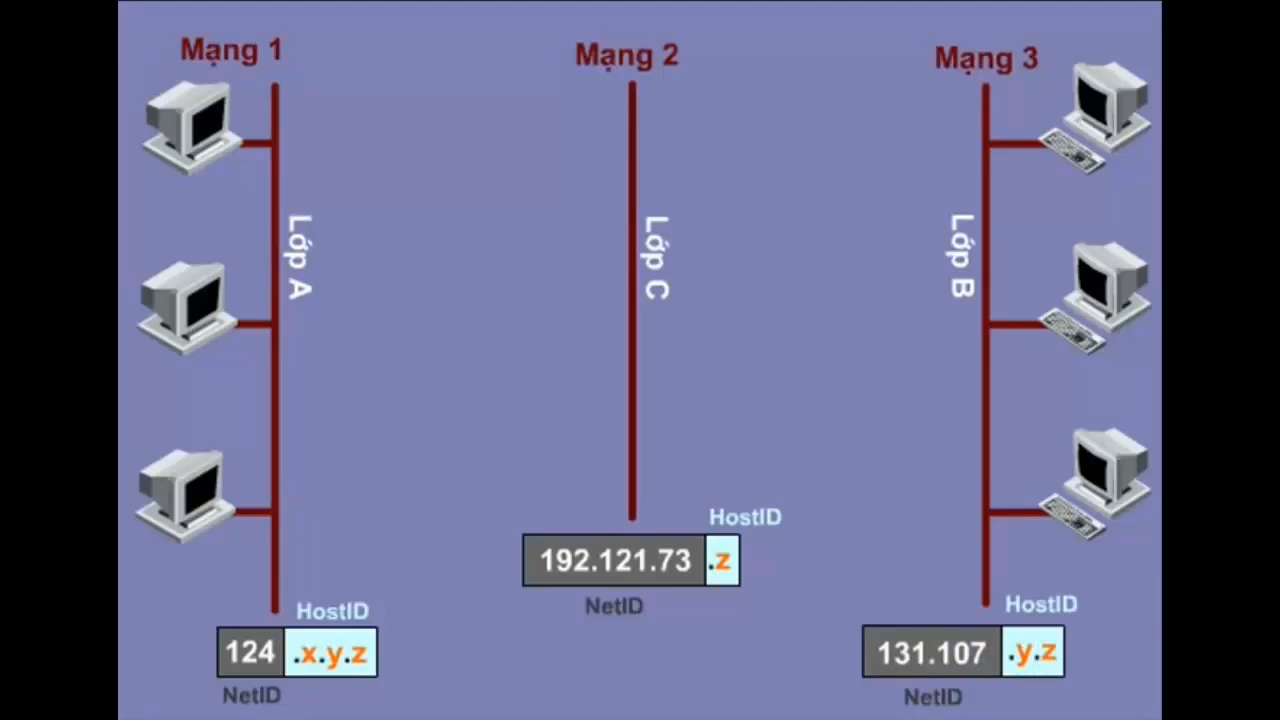 Mạng 1
Mạng 2
Mạng 3
Lớp A
Lớp C
Lớp B
HostID
192.121.73 .z
NetID
HostID
124 .x.y.z
NetID
HostID
131.107 .y.z
NetID